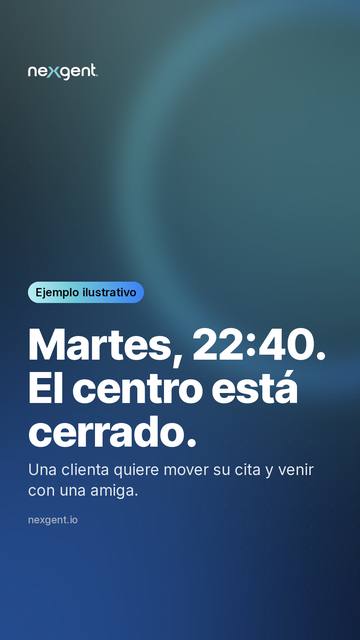 nexgent
Ejemplo ilustrativo
Martes, 22:40.
El centro está
cerrado.
Una clienta quiere mover su cita y venir
con una amiga.
nexgent.io